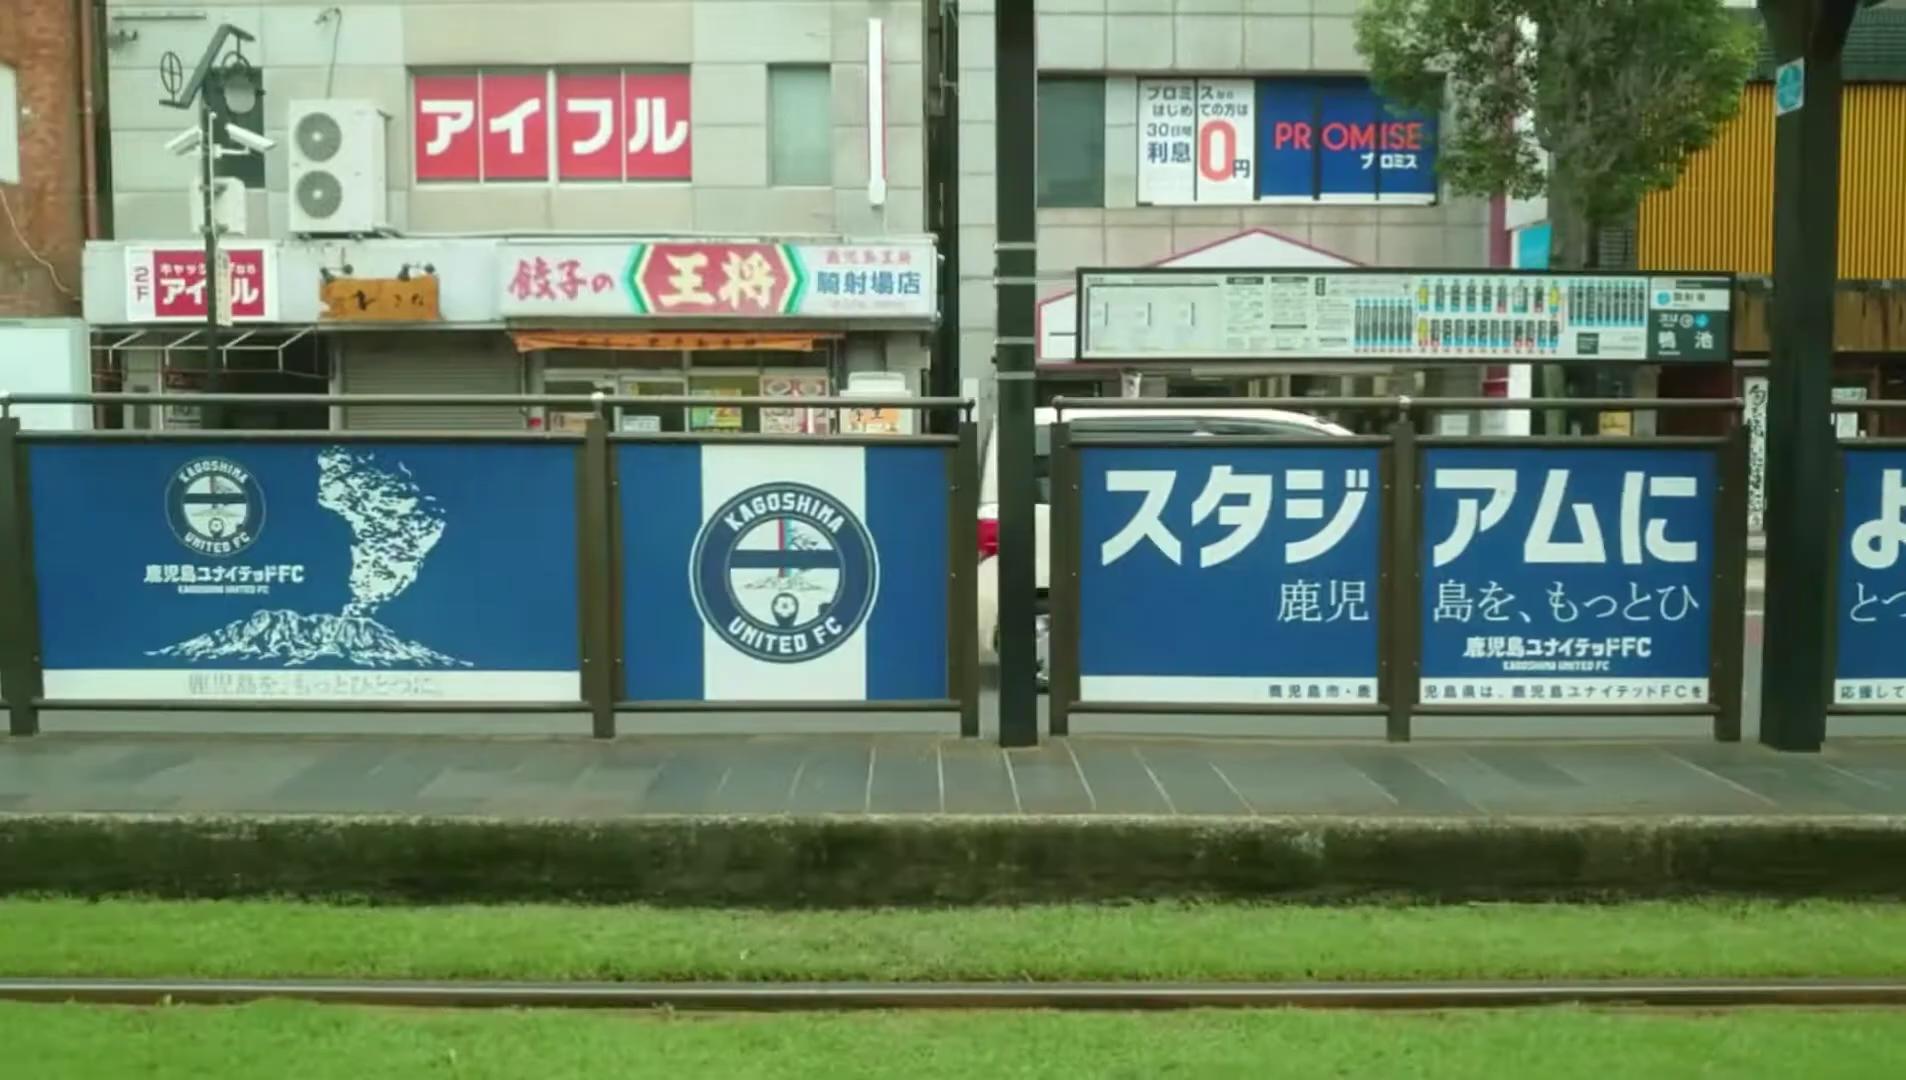 アイフル
プロミスなら
はじめての方は
30日間
利息
0円
PROMISE
プロミス
2F
アイフル
餃子の
王将
鹿児島王将
騎射場店
騎射場
次は
鴨池
KAGOSHIMA
UNITED FC
鹿児島ユナイテッドFC
KAGOSHIMA UNITED FC
鹿児島を、もっとひとつに。
KAGOSHIMA
UNITED FC
スタジアムによ
鹿児島を、もっとひとつ
鹿児島ユナイテッドFC
KAGOSHIMA UNITED FC
鹿児島市・鹿児島県は、鹿児島ユナイテッドFCを応援して